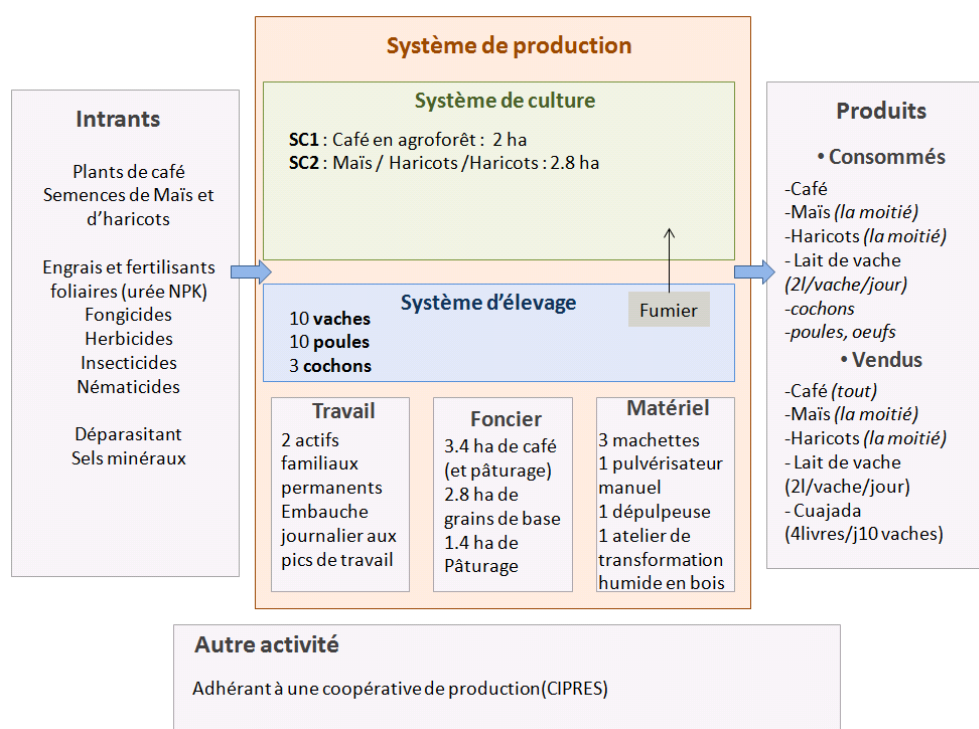 Système de production
Système de culture
SC1 : Café en agroforêt : 2 ha
SC2 : Maïs / Haricots /Haricots : 2.8 ha
Système d'élevage
10 vaches
10 poules
3 cochons
Fumier
Intrants
Plants de café
Semences de Maïs et
d'haricots
Engrais et fertilisants
foliaires (urée NPK)
Fongicides
Herbicides
Insecticides
Nématicides
Déparasitant
Sels minéraux
Travail
2 actifs
familiaux
permanents
Embauche
journalier aux
pics de travail
Foncier
3.4 ha de café
(et pâturage)
2.8 ha de
grains de base
1.4 ha de
Pâturage
Matériel
3 machettes
1 pulvérisateur
manuel
1 dépulpeuse
1 atelier de
transformation
humide en bois
Produits
• Consommés
-Café
-Maïs (la moitié)
-Haricots (la moitié)
- Lait de vache
(2l/vache/jour)
-cochons
-poules, oeufs
• Vendus
-Café (tout)
-Maïs (la moitié)
-Haricots (la moitié)
- Lait de vache
(2l/vache/jour)
- Cuajada
(4livres/j10 vaches)
Autre activité
Adhérant à une coopérative de production(CIPRES)